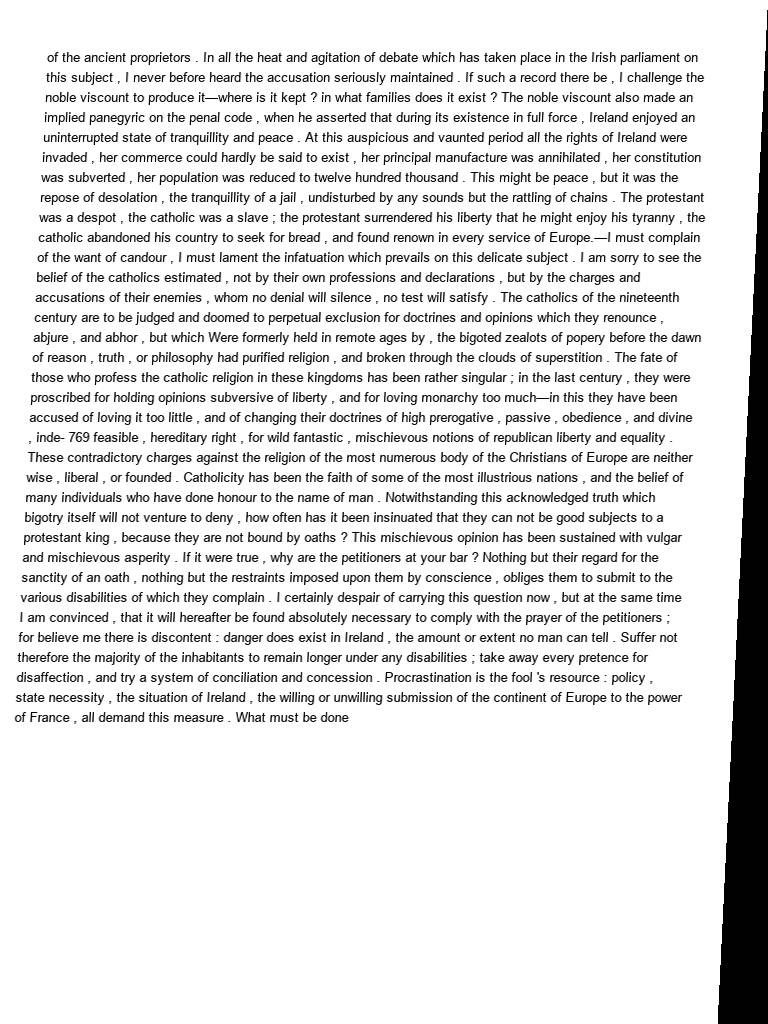 of the ancient proprietors . In all the heat and agitation of debate which has taken place in the Irish parliament on
this subject , I never before heard the accusation seriously maintained . If such a record there be , I challenge the
noble viscount to produce it—where is it kept ? in what families does it exist ? The noble viscount also made an
implied panegyric on the penal code , when he asserted that during its existence in full force , Ireland enjoyed an
uninterrupted state of tranquillity and peace . At this auspicious and vaunted period all the rights of Ireland were
invaded , her commerce could hardly be said to exist , her principal manufacture was annihilated , her constitution
was subverted , her population was reduced to twelve hundred thousand . This might be peace , but it was the
repose of desolation , the tranquillity of a jail , undisturbed by any sounds but the rattling of chains . The protestant
was a despot , the catholic was a slave ; the protestant surrendered his liberty that he might enjoy his tyranny , the
catholic abandoned his country to seek for bread , and found renown in every service of Europe.—I must complain
of the want of candour , I must lament the infatuation which prevails on this delicate subject . I am sorry to see the
belief of the catholics estimated , not by their own professions and declarations , but by the charges and
accusations of their enemies , whom no denial will silence , no test will satisfy . The catholics of the nineteenth
century are to be judged and doomed to perpetual exclusion for doctrines and opinions which they renounce ,
abjure , and abhor , but which Were formerly held in remote ages by , the bigoted zealots of popery before the dawn
of reason , truth , or philosophy had purified religion , and broken through the clouds of superstition . The fate of
those who profess the catholic religion in these kingdoms has been rather singular ; in the last century , they were
proscribed for holding opinions subversive of liberty , and for loving monarchy too much—in this they have been
accused of loving it too little , and of changing their doctrines of high prerogative , passive , obedience , and divine
, inde- 769 feasible , hereditary right , for wild fantastic , mischievous notions of republican liberty and equality .
These contradictory charges against the religion of the most numerous body of the Christians of Europe are neither
wise , liberal , or founded . Catholicity has been the faith of some of the most illustrious nations , and the belief of
many individuals who have done honour to the name of man . Notwithstanding this acknowledged truth which
bigotry itself will not venture to deny , how often has it been insinuated that they can not be good subjects to a
protestant king , because they are not bound by oaths ? This mischievous opinion has been sustained with vulgar
and mischievous asperity . If it were true , why are the petitioners at your bar ? Nothing but their regard for the
sanctity of an oath , nothing but the restraints imposed upon them by conscience , obliges them to submit to the
various disabilities of which they complain . I certainly despair of carrying this question now , but at the same time
I am convinced , that it will hereafter be found absolutely necessary to comply with the prayer of the petitioners ;
for believe me there is discontent : danger does exist in Ireland , the amount or extent no man can tell . Suffer not
therefore the majority of the inhabitants to remain longer under any disabilities ; take away every pretence for
disaffection , and try a system of conciliation and concession . Procrastination is the fool 's resource : policy ,
state necessity , the situation of Ireland , the willing or unwilling submission of the continent of Europe to the power
of France , all demand this measure . What must be done